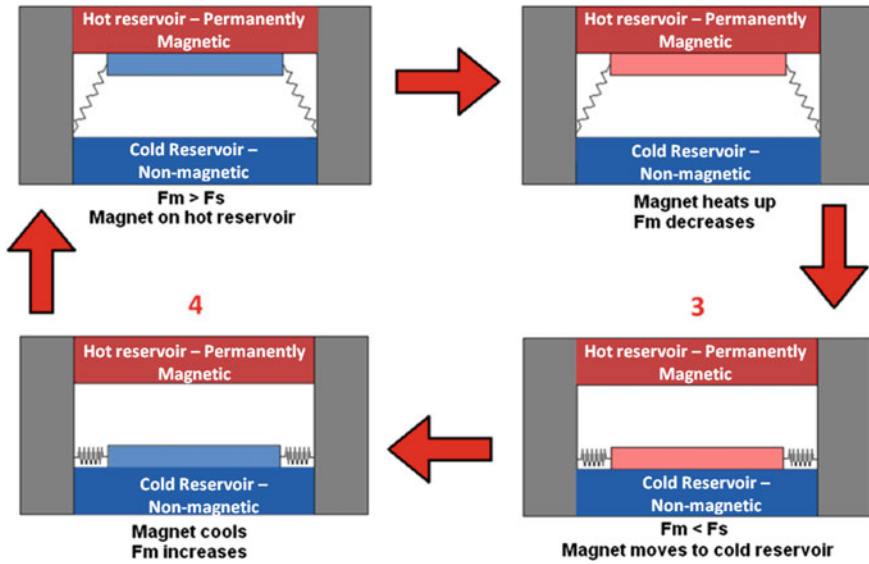 Hot reservoir – Permanently
Magnetic
Cold Reservoir –
Non-magnetic
Fm > Fs
Magnet on hot reservoir
Hot reservoir – Permanently
Magnetic
Cold Reservoir –
Non-magnetic
Magnet heats up
Fm decreases
4
Hot reservoir – Permanently
Magnetic
Cold Reservoir –
Non-magnetic
Magnet cools
Fm increases
3
Hot reservoir – Permanently
Magnetic
Cold Reservoir –
Non-magnetic
Fm < Fs
Magnet moves to cold reservoir